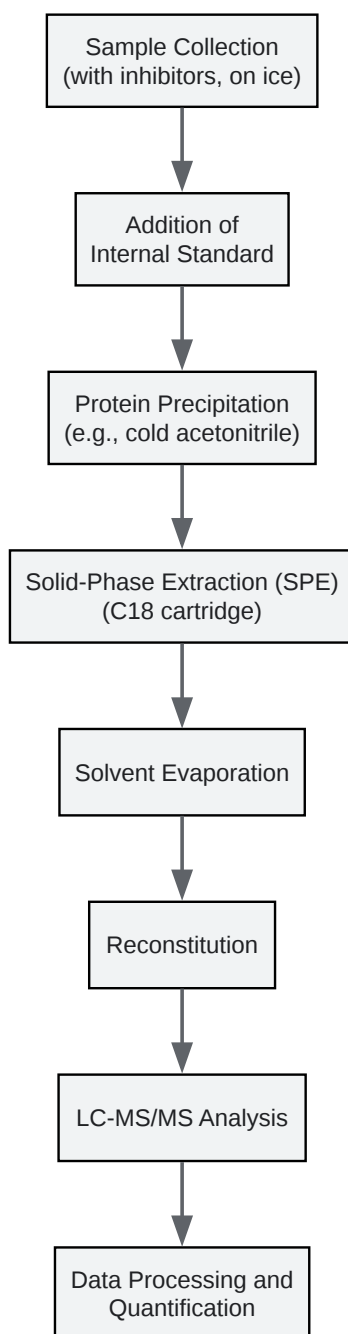 Sample Collection
(with inhibitors, on ice)
Addition of
Internal Standard
Protein Precipitation
(e.g., cold acetonitrile)
Solid-Phase Extraction (SPE)
(C18 cartridge)
Solvent Evaporation
Reconstitution
LC-MS/MS Analysis
Data Processing and
Quantification